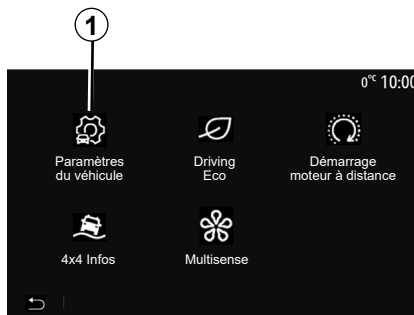 1
0°C 10:00
Paramètres
du véhicule
Driving
Eco
Démarrage
moteur à distance
4x4 Infos
Multisense